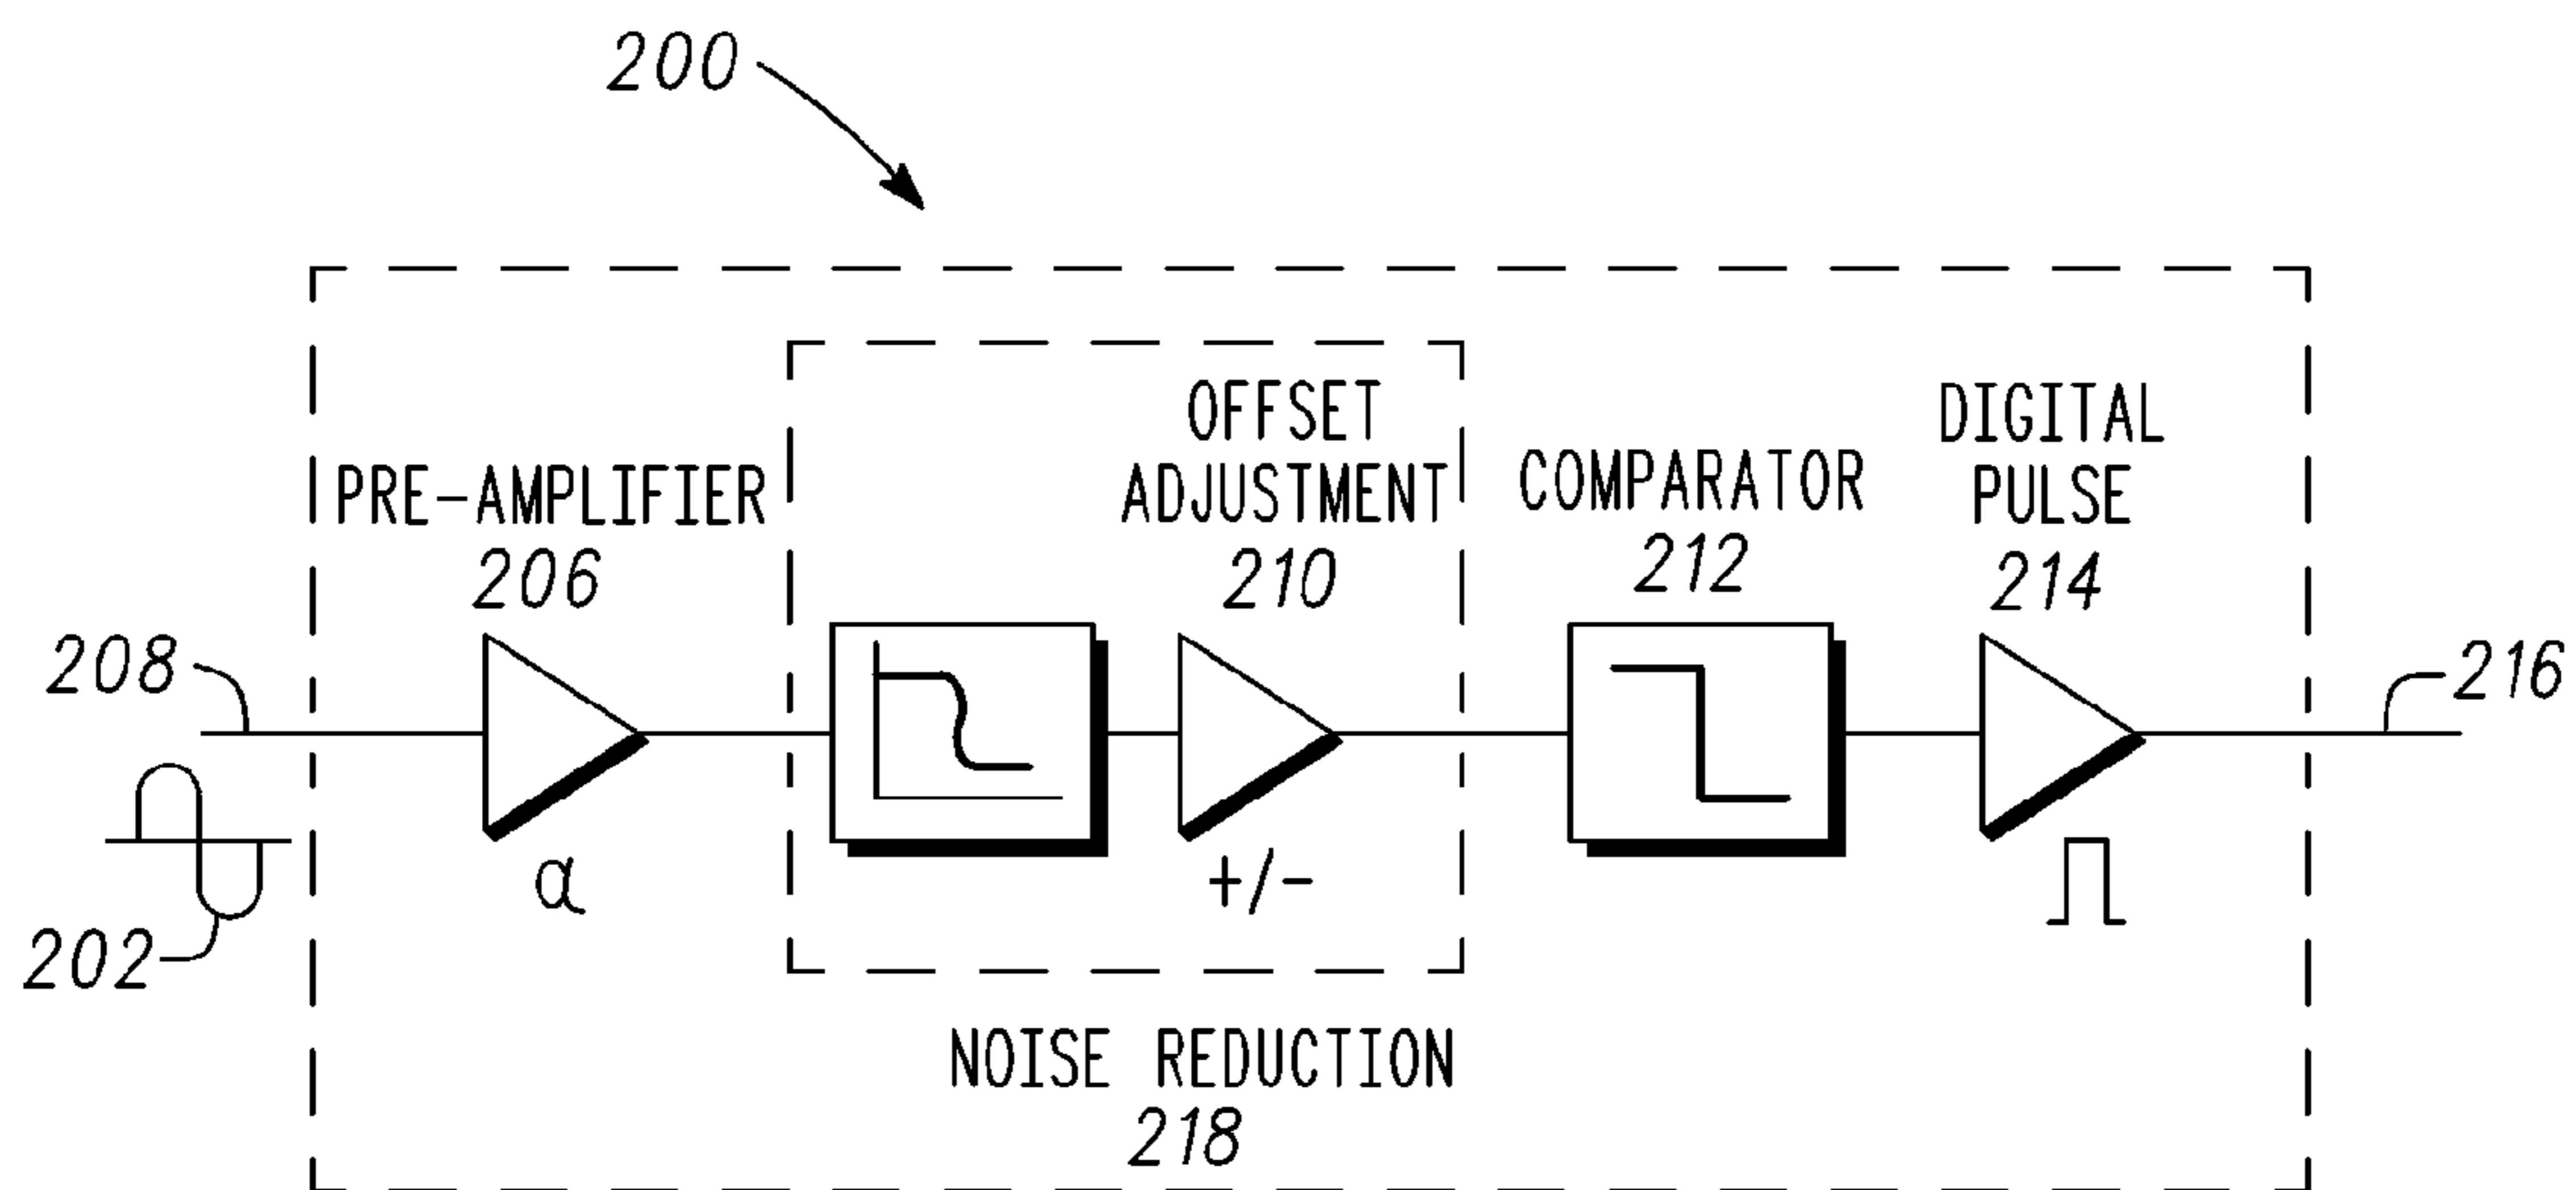 200
OFFSET
ADJUSTMENT
210
DIGITAL
PULSE
214
PRE-AMPLIFIER
206
COMPARATOR
212
208
216
202
α
+/-
NOISE REDUCTION
218